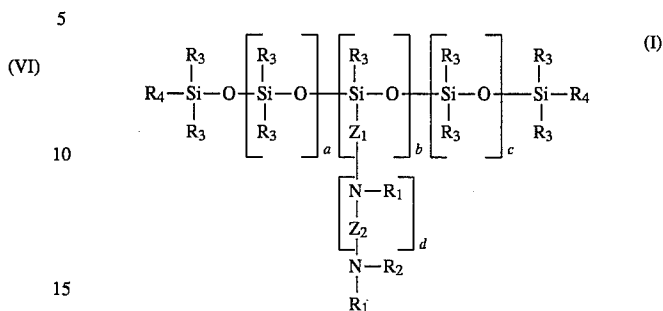 5
(VI)
(I)
R3 R3 R3 R3 R3
R4—Si—O—Si—O—Si—O—Si—O—Si—R4
R3 R3 Z1 R3 R3
a b c
10
N—R1
Z2
d
N—R2
15
R1